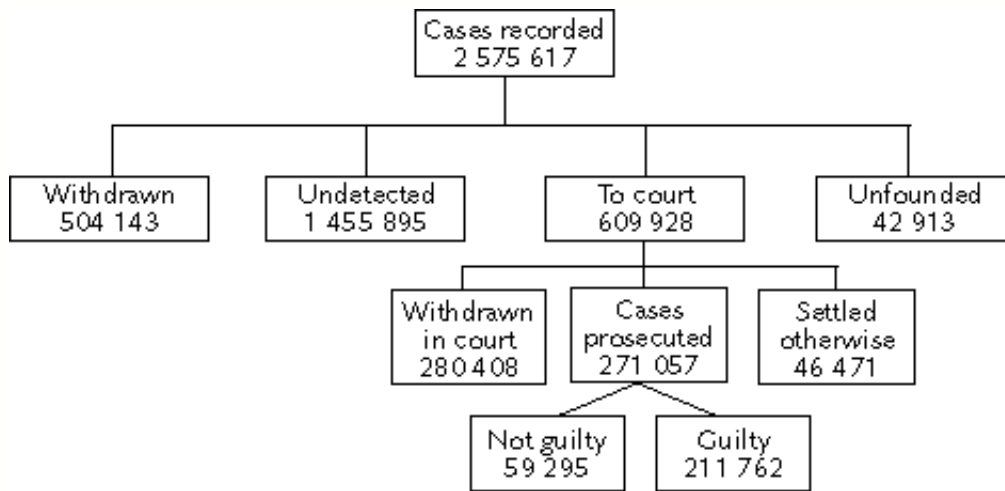 Cases recorded
2 575 617
Withdrawn
504 143
Undetected
1 455 895
To court
609 928
Unfounded
42 913
Withdrawn
in court
280 408
Cases
prosecuted
271 057
Settled
otherwise
46 471
Not guilty
59 295
Guilty
211 762